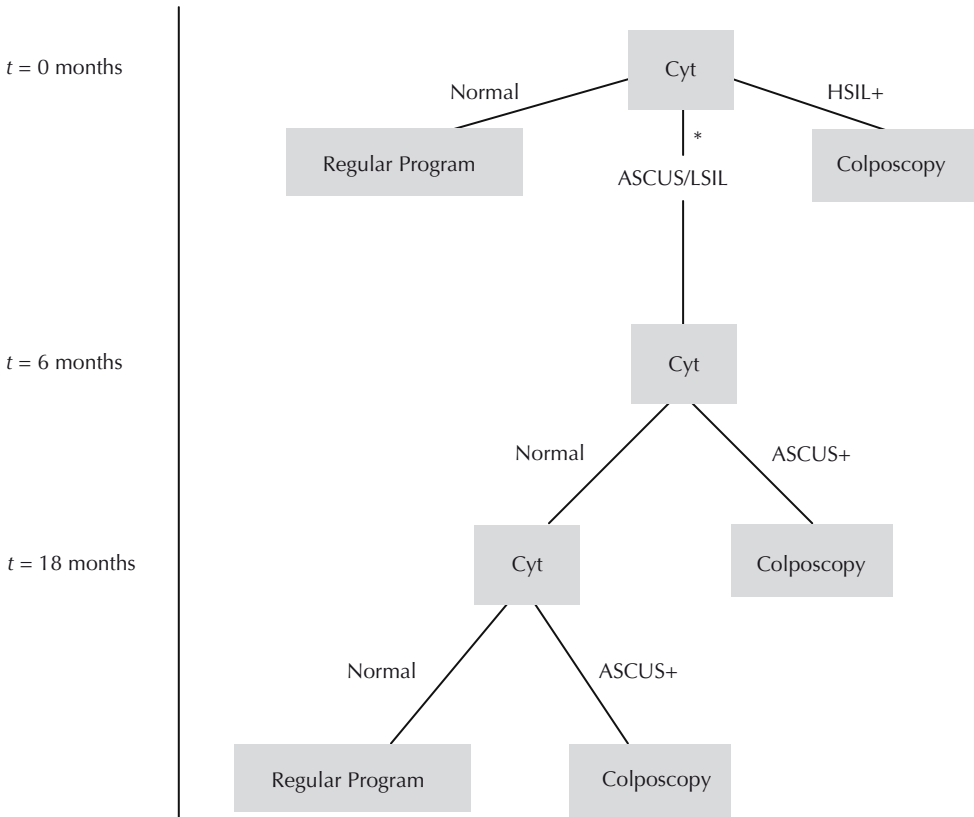 t = 0 months
Cyt
Normal
HSIL+
*
Regular Program
Colposcopy
ASCUS/LSIL
t = 6 months
Cyt
Normal
ASCUS+
t = 18 months
Cyt
Colposcopy
Normal
ASCUS+
Regular Program
Colposcopy